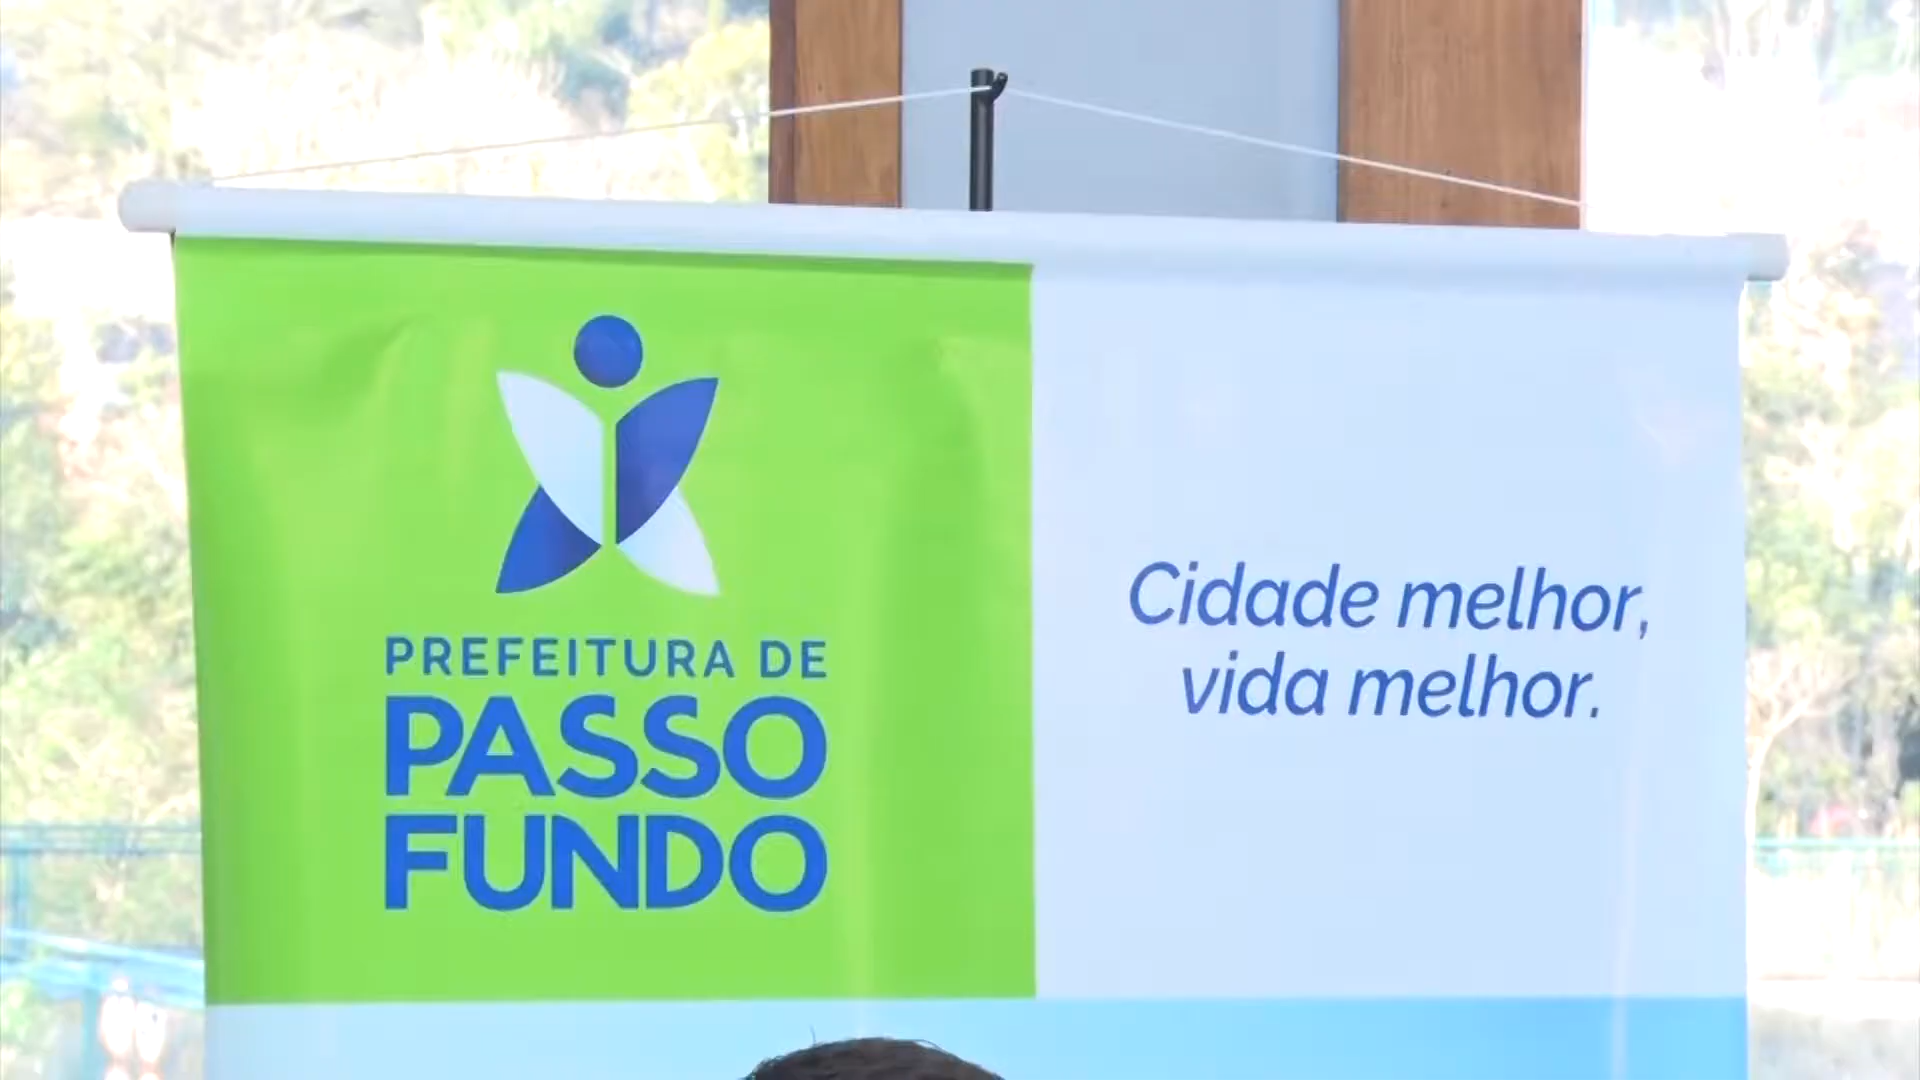 PREFEITURA DE
PASSO
FUNDO
Cidade melhor,
vida melhor.